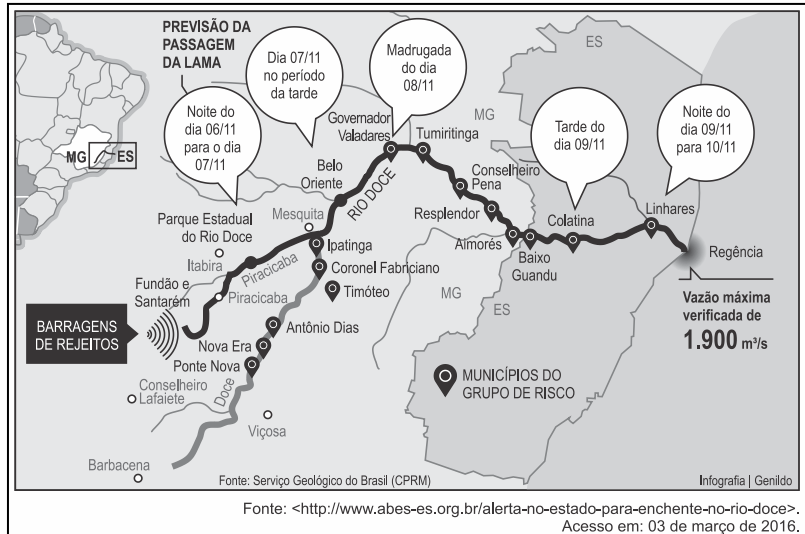 PREVISÃO DA
PASSAGEM
DA LAMA
Noite do
dia 06/11
para o dia
07/11
Dia 07/11
no período
da tarde
Madrugada
do dia
08/11
Tarde do
dia 09/11
Noite do
dia 09/11
para 10/11
ES
MG
ES
MG
Governador
Valadares
Tumiritinga
Belo
Oriente
RIO DOCE
Conselheiro
Pena
Parque Estadual
do Rio Doce
Mesquita
Resplendor
Colatina
Linhares
Itabira
Piracicaba
Ipatinga
Aimorés
Baixo
Guandu
Regência
Fundão e
Santarém
Piracicaba
Coronel Fabriciano
Timóteo
MG
ES
Vazão máxima
verificada de
1.900 m³/s
BARRAGENS
DE REJEITOS
Antônio Dias
Nova Era
Ponte Nova
Conselheiro
Lafaiete
Doce
Viçosa
MUNICÍPIOS DO
GRUPO DE RISCO
Barbacena
Fonte: Serviço Geológico do Brasil (CPRM)
Infografia | Genildo
Fonte: <http://www.abes-es.org.br/alerta-no-estado-para-enchente-no-rio-doce>.
Acesso em: 03 de março de 2016.